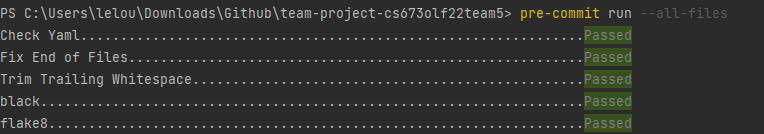 PS C:\Users\lelou\Downloads\Github\team-project-cs673olf22team5> pre-commit run --all-files
Check Yaml...............................................................Passed
Fix End of Files.........................................................Passed
Trim Trailing Whitespace.................................................Passed
black....................................................................Passed
flake8...................................................................Passed